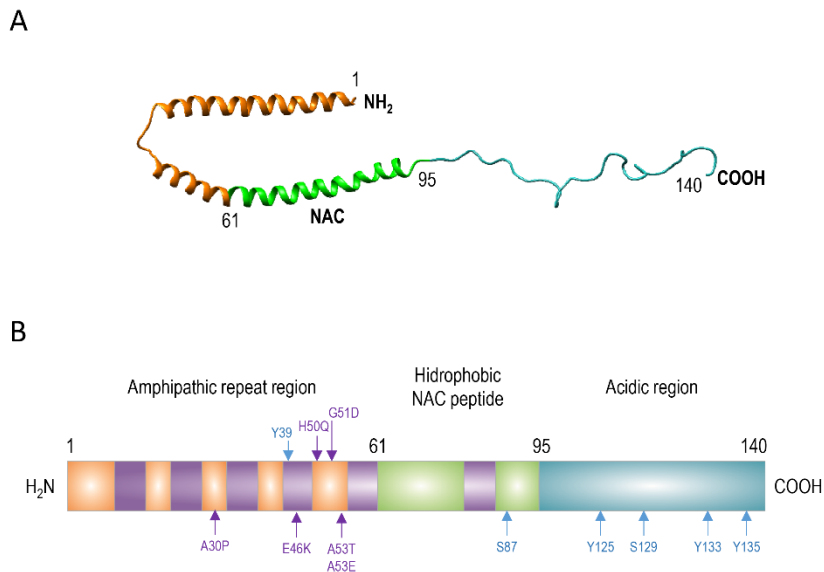 A
1
NH2
95
COOH
140
61
NAC
B
Hidrophobic
NAC peptide
Amphipathic repeat region
Acidic region
G51D
H50Q
Y39
1
61
95
140
H2N
COOH
A30P
E46K
A53T
A53E
S87
Y125
S129
Y133
Y135